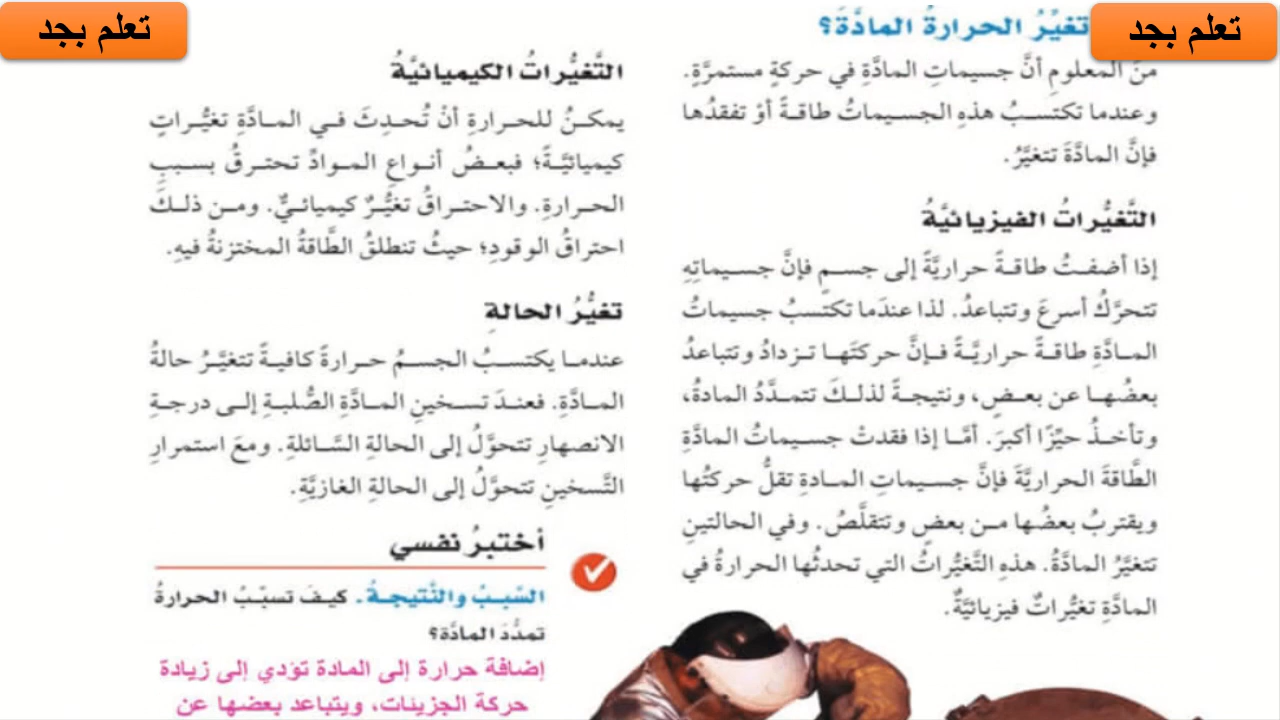 تعلم بجد
تعلم بجد
تغيِّرُ الحرارةُ المادَّةَ؟
منَ المعلومِ أنَّ جسيماتِ المادَّةِ في حركةٍ مستمرَّةٍ.
وعندما تكتسبُ هذهِ الجسيماتُ طاقةً أوْ تفقدُها
فإنَّ المادَّةَ تتغيَّرُ.
التَّغيُّراتُ الفيزيائيَّةُ
إذا أضفتُ طاقةً حراريَّةً إلى جسمٍ فإنَّ جسيماتِهِ
تتحرَّكُ أسرعَ وتتباعدُ. لذا عندَما تكتسبُ جسيماتُ
المادَّةِ طاقةً حراريَّةً فإنَّ حركتَها تزدادُ وتتباعدُ
بعضُها عن بعضٍ، ونتيجةً لذلكَ تتمدَّدُ المادةُ،
وتأخذُ حيِّزًا أكبرَ. أمَّا إذا فقدتْ جسيماتُ المادَّةِ
الطَّاقةَ الحراريَّةَ فإنَّ جسيماتِ المادةِ تقلُّ حركتُها
ويقتربُ بعضُها من بعضٍ وتتقلَّصُ. وفي الحالتينِ
تتغيَّرُ المادَّةُ. هذهِ التَّغيُّراتُ التي تحدثُها الحرارةُ في
المادَّةِ تغيُّراتٌ فيزيائيَّةٌ.
التَّغيُّراتُ الكيميائيَّةُ
يمكنُ للحرارةِ أنْ تُحدِثَ في المادَّةِ تغيُّراتٍ
كيميائيَّةً؛ فبعضُ أنواعِ الموادِّ تحترقُ بسببِ
الحرارةِ. والاحتراقُ تغيُّرٌ كيميائيٌّ. ومن ذلكَ
احتراقُ الوقودِ؛ حيثُ تنطلقُ الطَّاقةُ المختزنةُ فيهِ.
تغيُّرُ الحالةِ
عندما يكتسبُ الجسمُ حرارةً كافيةً تتغيَّرُ حالةُ
المادَّةِ. فعندَ تسخينِ المادَّةِ الصُّلبةِ إلى درجةِ
الانصهارِ تتحوَّلُ إلى الحالةِ السَّائلةِ. ومعَ استمرارِ
التَّسخينِ تتحوَّلُ إلى الحالةِ الغازيَّةِ.
أختبرُ نفسي
السَّببُ والنَّتيجةُ. كيفَ تسبِّبُ الحرارةُ
تمدُّدَ المادَّة؟
إضافة حرارة إلى المادة تؤدي إلى زيادة
حركة الجزيئات، ويتباعد بعضها عن